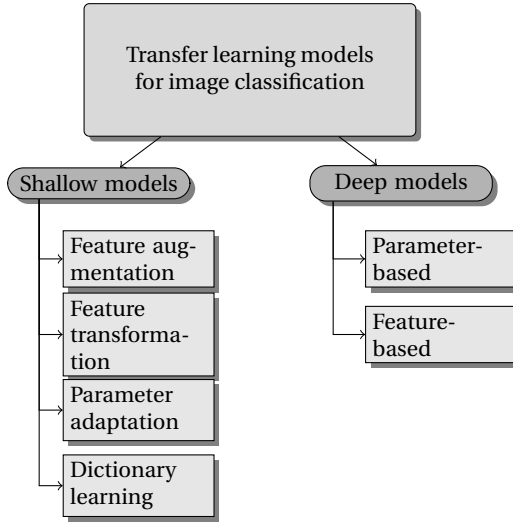 Transfer learning models
for image classification
Shallow models
Feature aug-
mentation
Feature
transforma-
tion
Parameter
adaptation
Dictionary
learning
Deep models
Parameter-
based
Feature-
based